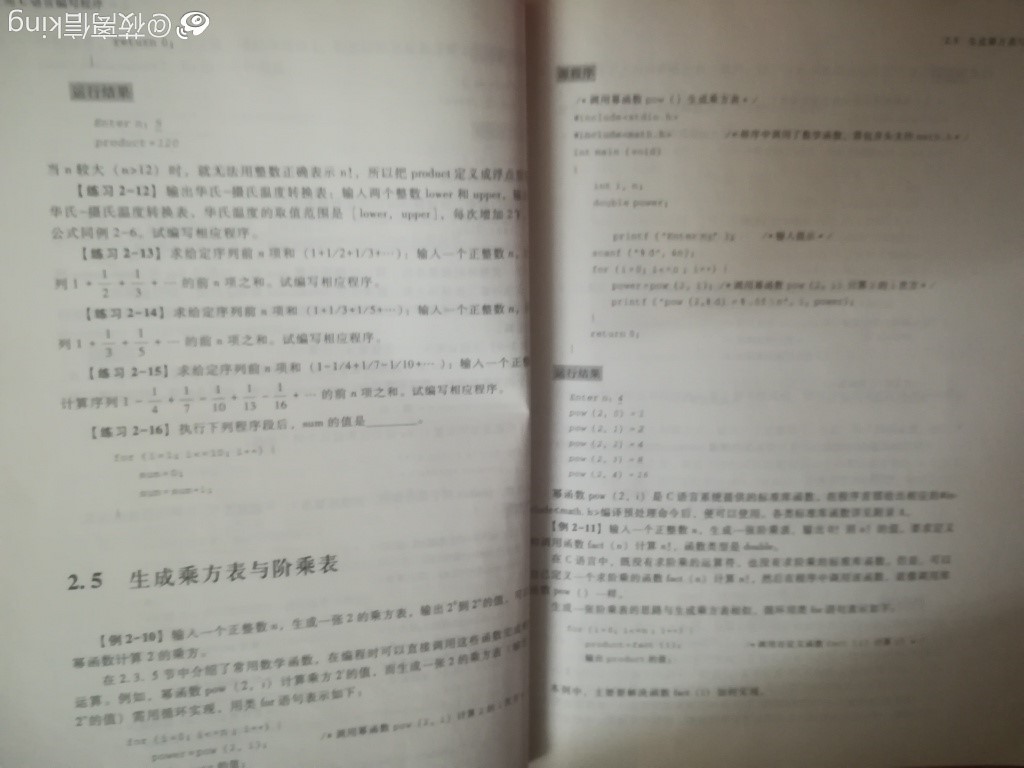 用C语言编写程序
@筱离信king
return 0;
}
运行结果
Enter n: 5
product=120
当 n 较大（n>12）时，就无法用整数正确表示 n!，所以把 product 定义成浮点型
【练习 2-12】输出华氏-摄氏温度转换表：输入两个整数 lower 和 upper，输出
华氏-摄氏温度转换表，华氏温度的取值范围是 [lower, upper]，每次增加2℉
公式同例 2-6。试编写相应程序。
【练习 2-13】求给定序列前 n 项和（1+1/2+1/3+…）：输入一个正整数 n，
列 1 + 1/2 + 1/3 + … 的前 n 项之和。试编写相应程序。
【练习 2-14】求给定序列前 n 项和（1+1/3+1/5+…）：输入一个正整数 n，
列 1 + 1/3 + 1/5 + … 的前 n 项之和。试编写相应程序。
【练习 2-15】求给定序列前 n 项和（1-1/4+1/7-1/10+…）：输入一个正整
计算序列 1 - 1/4 + 1/7 - 1/10 + 1/13 - 1/16 + … 的前 n 项之和。试编写相应程序。
【练习 2-16】执行下列程序段后，sum 的值是________。
for (i=1; i<=10; i++) {
sum=0;
sum=sum+i;
}
2.5 生成乘方表与阶乘表
【例 2-10】输入一个正整数 n，生成一张 2 的乘方表，输出 2⁰到 2ⁿ的值，可
幂函数计算 2 的乘方。
在 2.3.5 节中介绍了常用数学函数，在编程时可以直接调用这些函数完成
运算。例如，幂函数 pow（2, i）计算乘方 2ⁱ的值，而生成一张 2 的乘方表
2ⁿ的值）需用循环实现，用类 for 语句表示如下：
for (i=0; i<=n; i++) {
power=pow (2, i); /*调用幂函数 pow (2, i) 计算 2 的 i 次方*/
的值;
2.5 生成乘方表与
源程序
/*调用幂函数 pow () 生成乘方表*/
#include<stdio.h>
#include<math.h> /*程序中调用了数学函数，需包含头文件 math.h*/
int main (void)
{
int i, n;
double power;
printf ("Enter n:"); /*输入提示*/
scanf ("%d", &n);
for (i=0; i<=n; i++) {
power=pow (2, i); /*调用幂函数 pow (2, i) 计算 2 的 i 次方*/
printf ("pow (2,%d) = %.0f\n", i, power);
}
return 0;
}
运行结果
Enter n: 4
pow (2, 0) = 1
pow (2, 1) = 2
pow (2, 2) = 4
pow (2, 3) = 8
pow (2, 4) = 16
幂函数 pow（2, i）是 C 语言系统提供的标准库函数，在程序首部给出相应的#in
clude<math.h>编译预处理命令后，便可以使用。各类标准库函数详见附录 A。
【例 2-11】输入一个正整数 n，生成一张阶乘表，输出 0! 到 n! 的值。要求定义
调用函数 fact（n）计算 n!，函数类型是 double。
在 C 语言中，既没有求阶乘的运算符，也没有求阶乘的标准库函数。但是，可以
自己定义一个求阶乘的函数 fact（n）计算 n!，然后在程序中调用该函数，直接调用
pow（）一样。
生成一张阶乘表的思路与生成乘方表相似，循环用类 for 语句表示如下：
for (i=0; i<=n; i++) {
product=fact (i); /*调用自定义函数 fact (i) 计算 i!*/
输出 product 的值;
本例中，主要要解决函数 fact（i）如何实现。